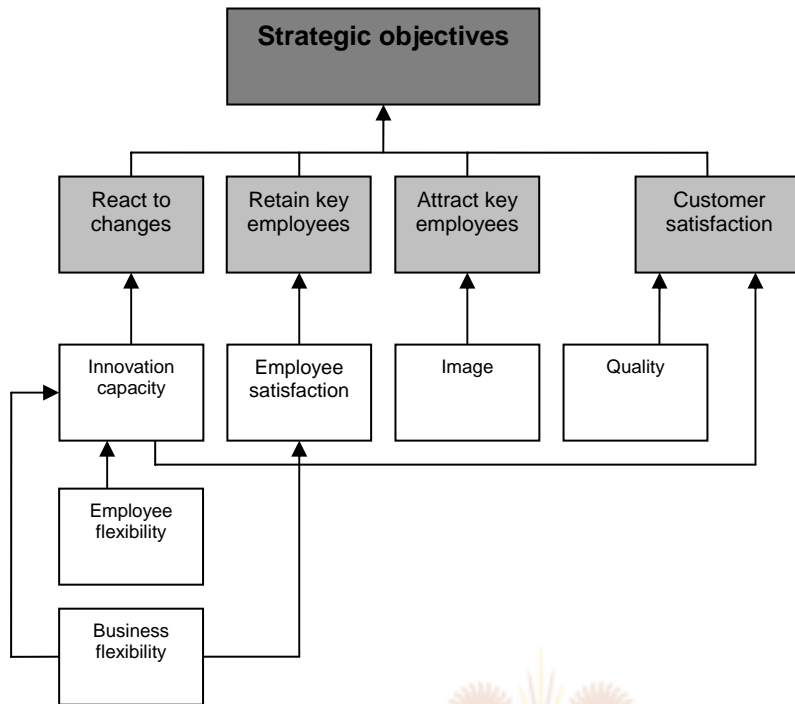 Strategic objectives
React to
changes
Retain key
employees
Attract key
employees
Customer
satisfaction
Innovation
capacity
Employee
satisfaction
Image
Quality
Employee
flexibility
Business
flexibility